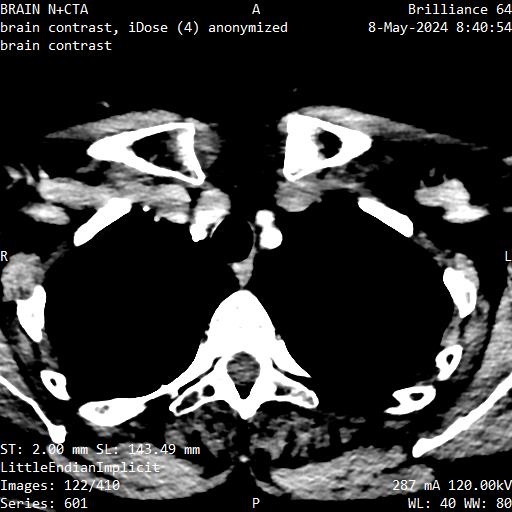 BRAIN N+CTA
A
Brilliance 64
brain contrast, iDose (4) anonymized
8-May-2024 8:40:54
brain contrast
R
L
ST: 2.00 mm SL: 143.49 mm
LittleEndianImplicit
Images: 122/410
287 mA 120.00kV
Series: 601
P
WL: 40 WW: 80